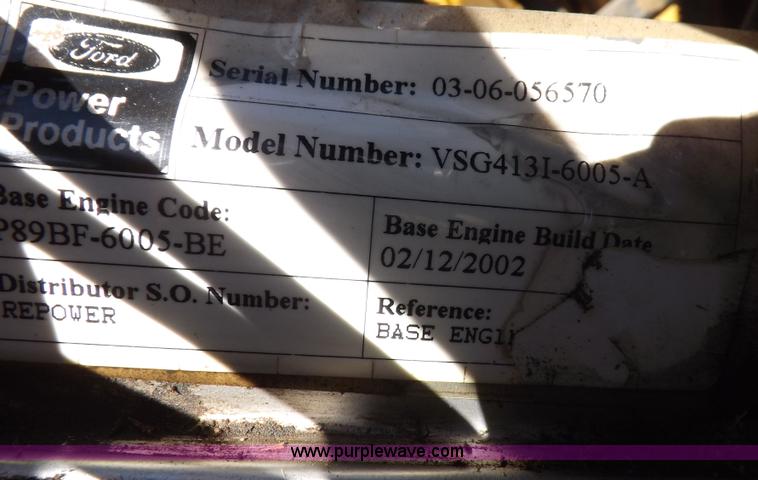 Ford
Power
Products
Serial Number: 03-06-056570
Model Number: VSG413I-6005-A
Base Engine Code:
P89BF-6005-BE
Base Engine Build Date
02/12/2002
Distributor S.O. Number:
REPOWER
Reference:
BASE
www.purplewave.com